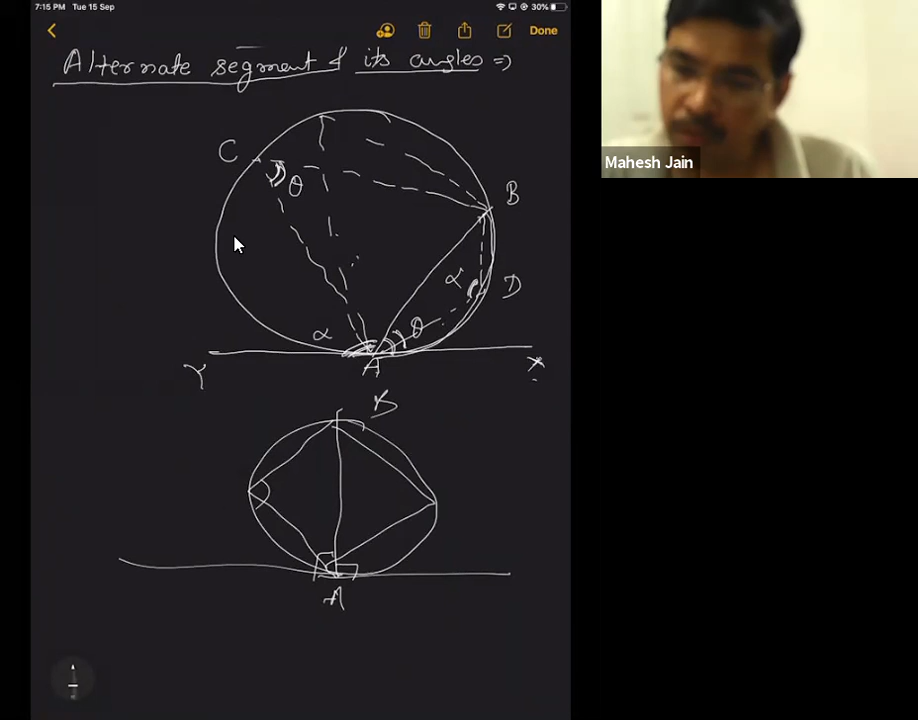 7:15 PM Tue 15 Sep
30%
Done
Alternate segment & its angles ⇒
C
θ
B
α
D
α
θ
Y
A
X
B
A
Mahesh Jain